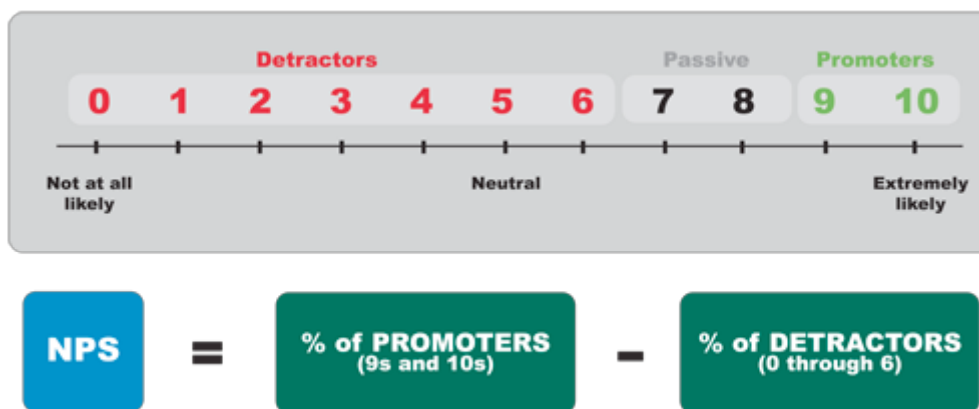 Detractors Passive Promoters
0 1 2 3 4 5 6 7 8 9 10
Not at all
likely
Neutral
Extremely
likely
NPS = % of PROMOTERS
(9s and 10s)
- % of DETRACTORS
(0 through 6)